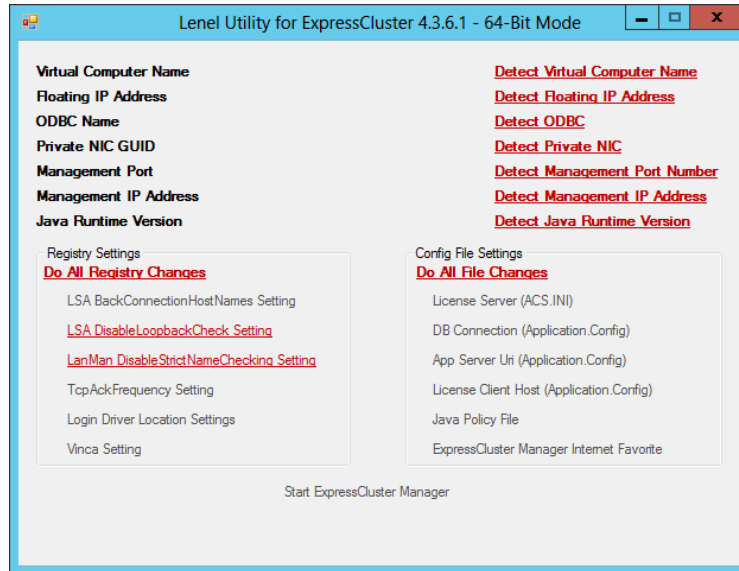 Lenel Utility for ExpressCluster 4.3.6.1 - 64-Bit Mode
Virtual Computer Name Detect Virtual Computer Name
Floating IP Address Detect Floating IP Address
ODBC Name Detect ODBC
Private NIC GUID Detect Private NIC
Management Port Detect Management Port Number
Management IP Address Detect Management IP Address
Java Runtime Version Detect Java Runtime Version
Registry Settings
Do All Registry Changes
LSA BackConnectionHostNames Setting
LSA DisableLoopbackCheck Setting
LanMan DisableStrictNameChecking Setting
TcpAckFrequency Setting
Login Driver Location Settings
Vinca Setting
Config File Settings
Do All File Changes
License Server (ACS.INI)
DB Connection (Application.Config)
App Server Uri (Application.Config)
License Client Host (Application.Config)
Java Policy File
ExpressCluster Manager Internet Favorite
Start ExpressCluster Manager